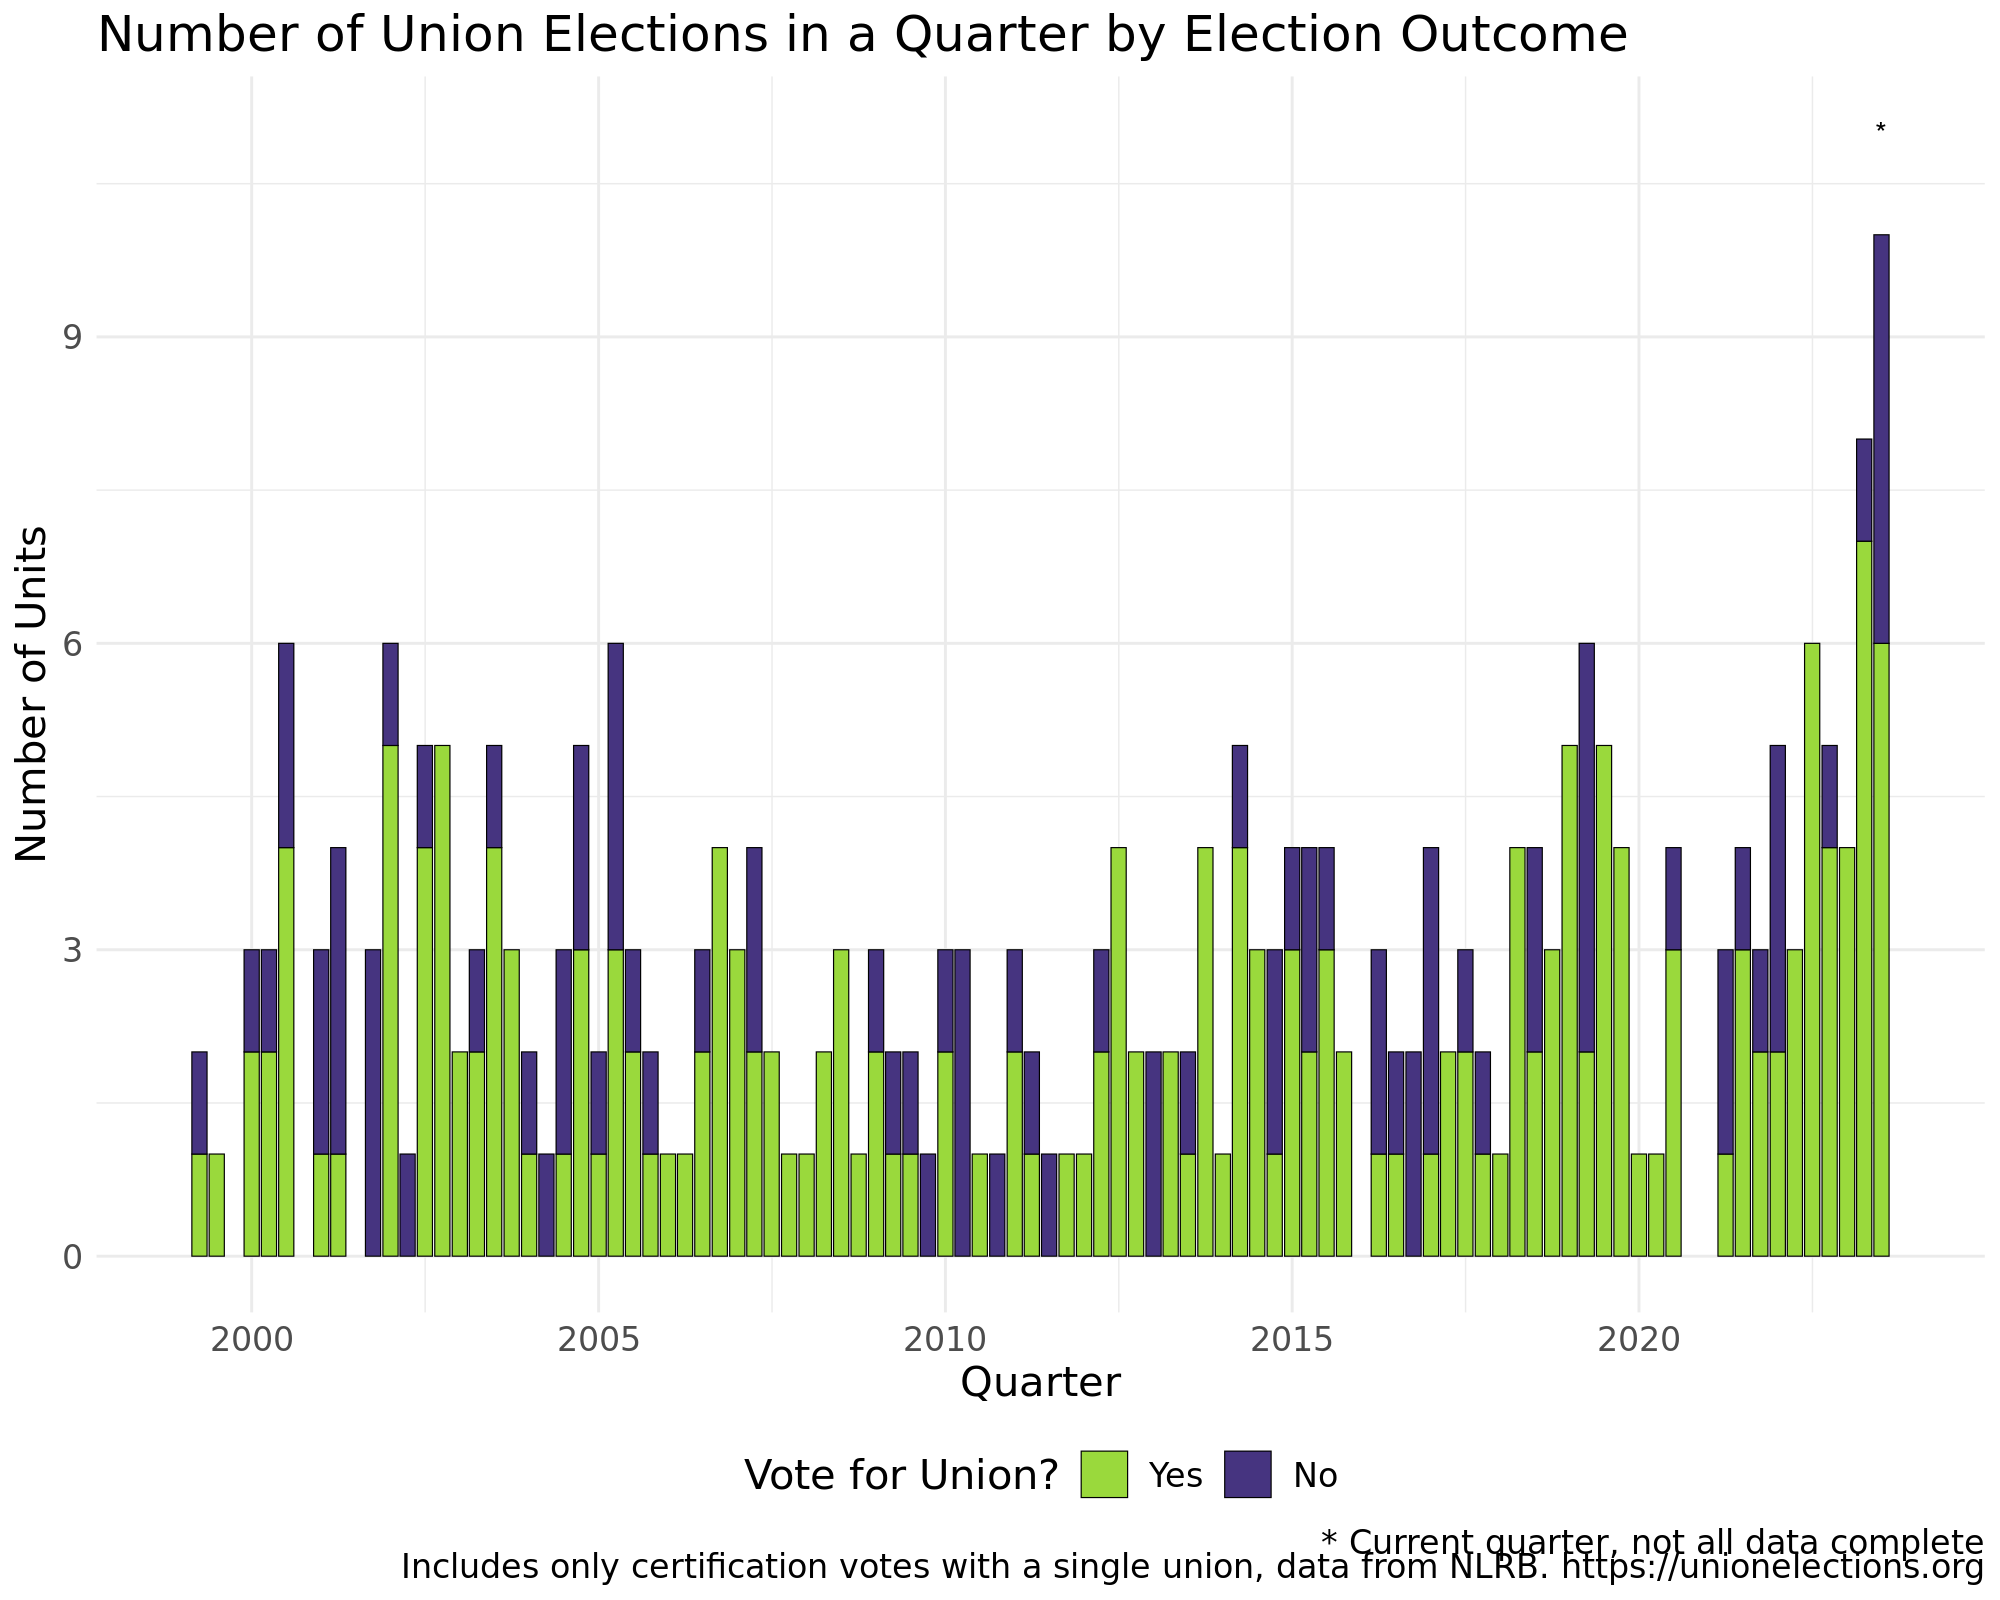 Number of Union Elections in a Quarter by Election Outcome
*
9
6
3
0
Number of Units
2000 2005 2010 2015 2020
Quarter
Vote for Union? Yes No
* Current quarter, not all data complete
Includes only certification votes with a single union, data from NLRB. https://unionelections.org